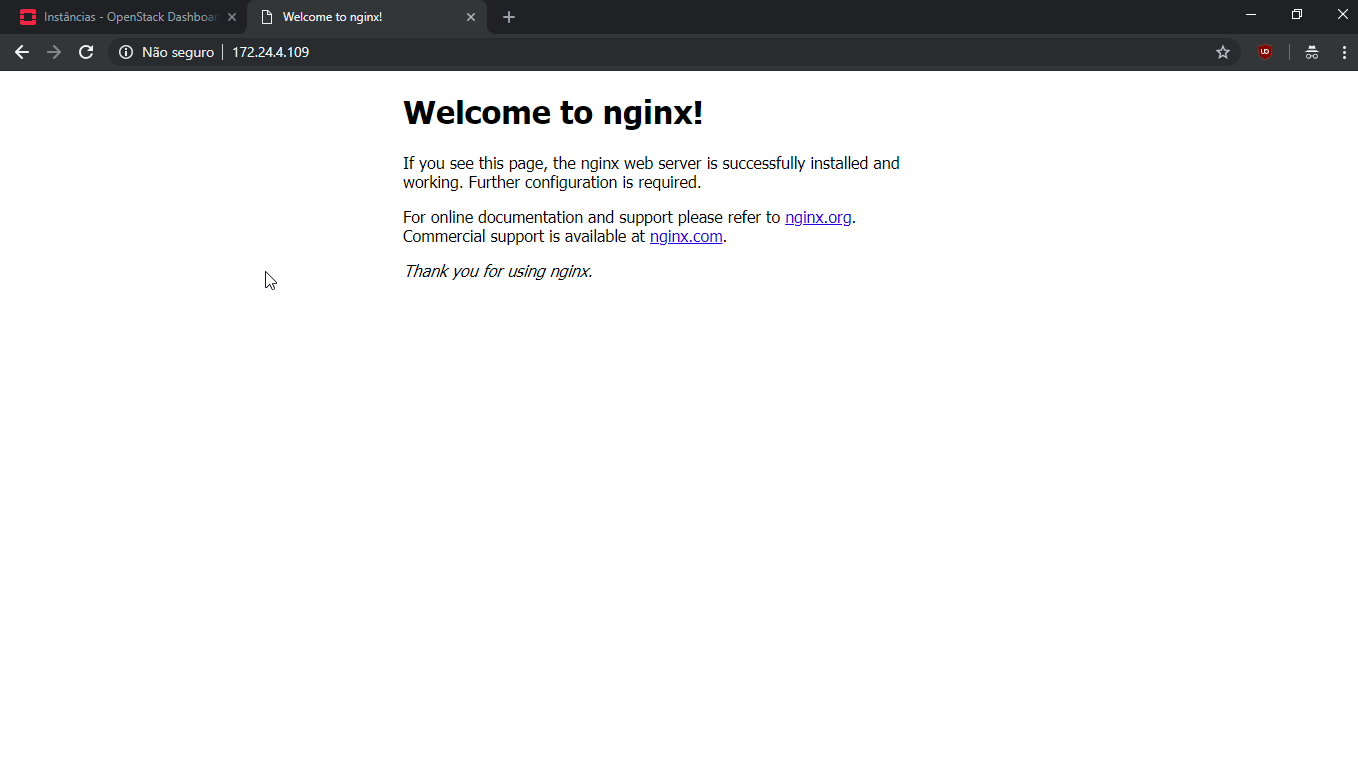 Instâncias - OpenStack Dashboar
Welcome to nginx!
Não seguro
172.24.4.109
Welcome to nginx!
If you see this page, the nginx web server is successfully installed and
working. Further configuration is required.
For online documentation and support please refer to nginx.org.
Commercial support is available at nginx.com.
Thank you for using nginx.